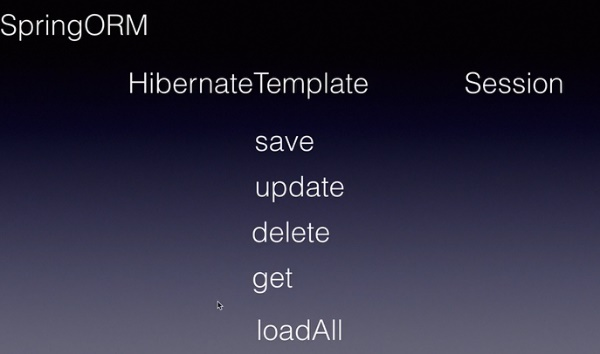 SpringORM
HibernateTemplate Session
save
update
delete
get
loadAll